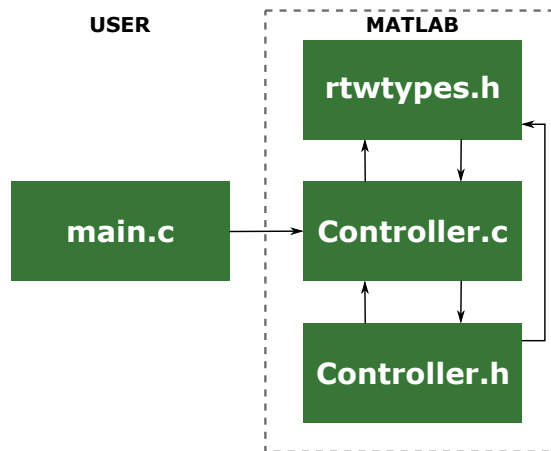 USER
MATLAB
rtwtypes.h
main.c
Controller.c
Controller.h